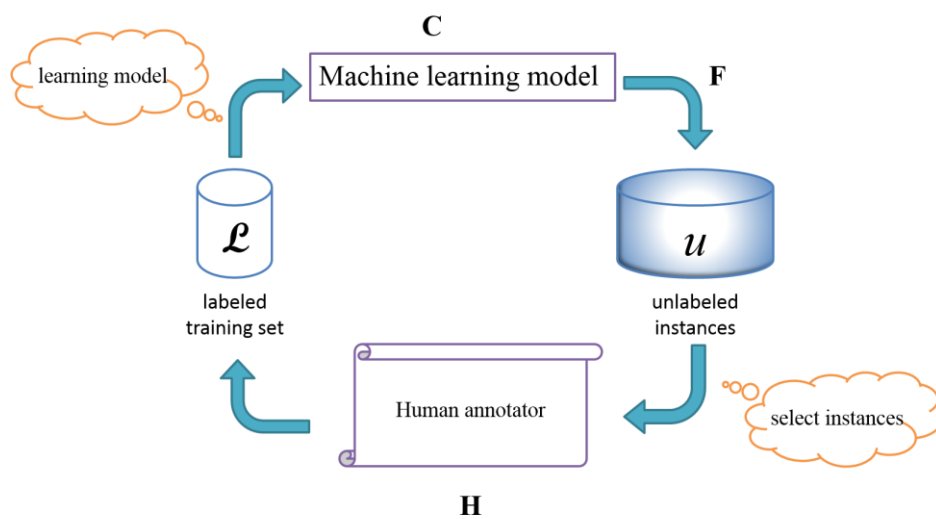 C
learning model
Machine learning model
F
ℒ
u
labeled
training set
unlabeled
instances
Human annotator
select instances
H